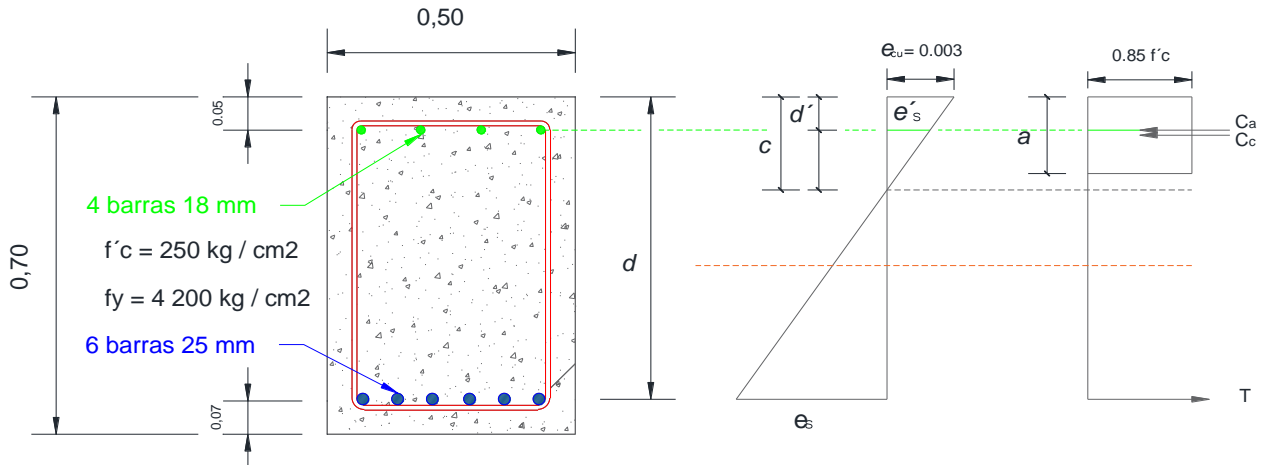 0,50
0,70
0.05
4 barras 18 mm
f´c = 250 kg / cm2
fy = 4 200 kg / cm2
6 barras 25 mm
0,07
d
e cu = 0.003
c
d´
e´s
es
0.85 f´c
a
Ca
Cc
T